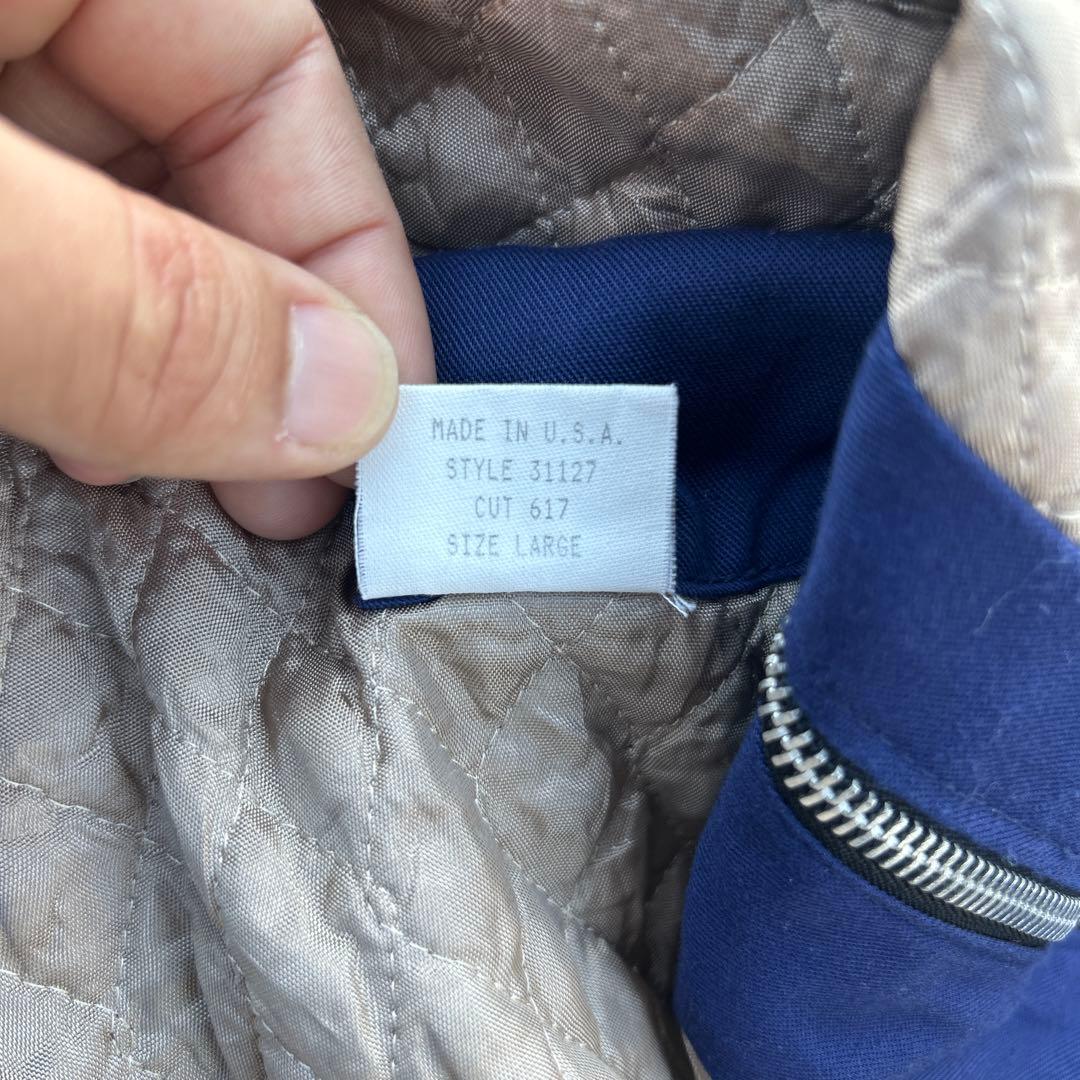 MADE IN U.S.A.
STYLE 31127
CUT 617
SIZE LARGE